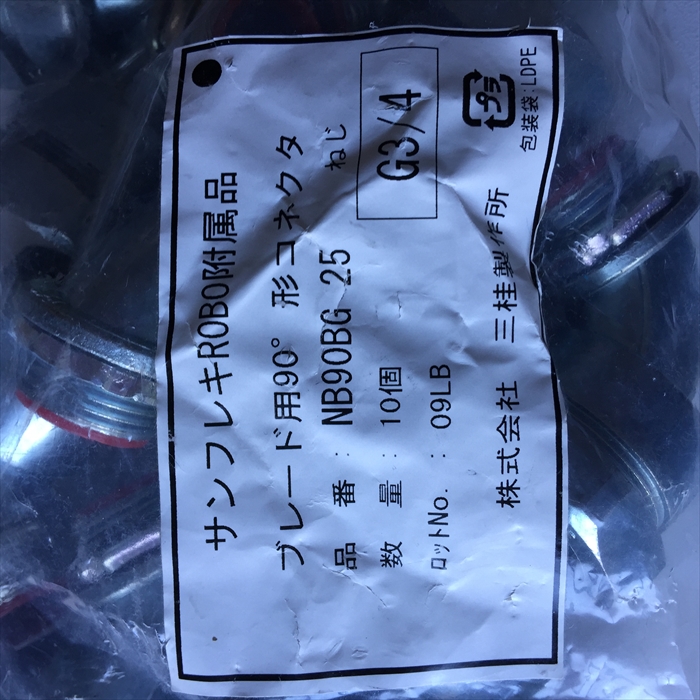 サンフレキROBO附属品
ブレード用90°形コネクタ
品番: NB90BG 25 ねじ G3/4
数量: 10個
ロットNo.: 09LB
株式会社 三桂製作所
プラ
包装袋:LDPE